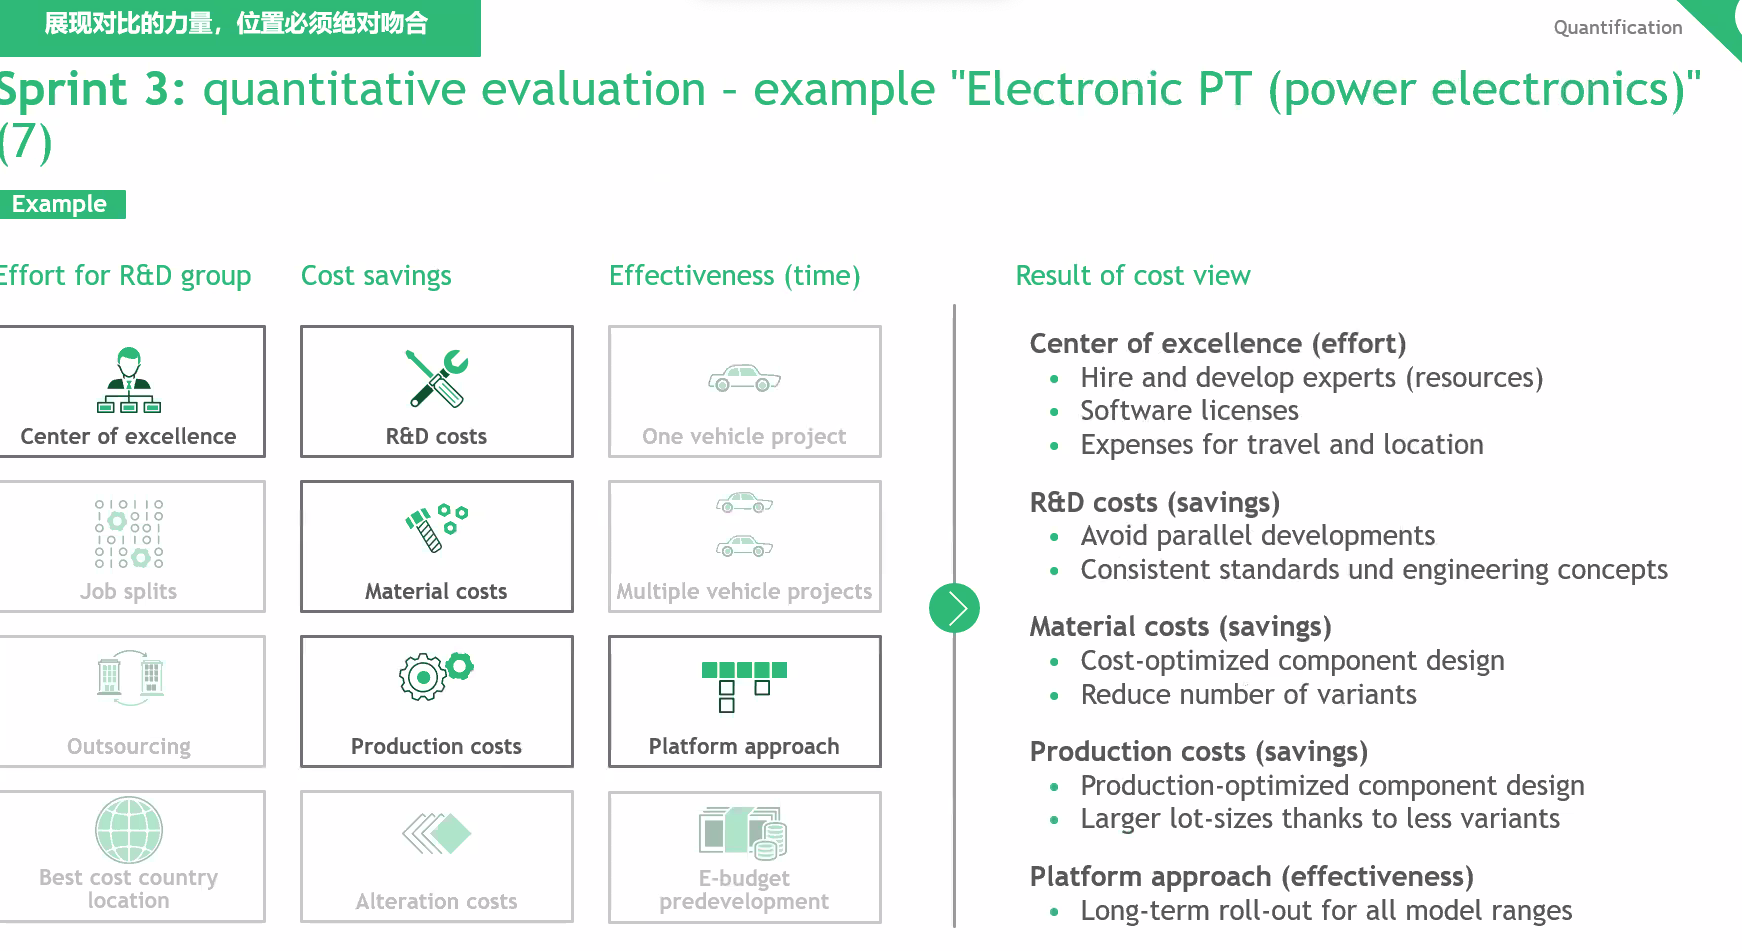 展现对比的力量，位置必须绝对吻合
Quantification
Sprint 3: quantitative evaluation – example "Electronic PT (power electronics)"
(7)
Example
Effort for R&D group
Center of excellence
Job splits
Outsourcing
Best cost country
location
Cost savings
R&D costs
Material costs
Production costs
Alteration costs
Effectiveness (time)
One vehicle project
Multiple vehicle projects
Platform approach
E-budget
predevelopment
Result of cost view
Center of excellence (effort)
• Hire and develop experts (resources)
• Software licenses
• Expenses for travel and location
R&D costs (savings)
• Avoid parallel developments
• Consistent standards und engineering concepts
Material costs (savings)
• Cost-optimized component design
• Reduce number of variants
Production costs (savings)
• Production-optimized component design
• Larger lot-sizes thanks to less variants
Platform approach (effectiveness)
• Long-term roll-out for all model ranges